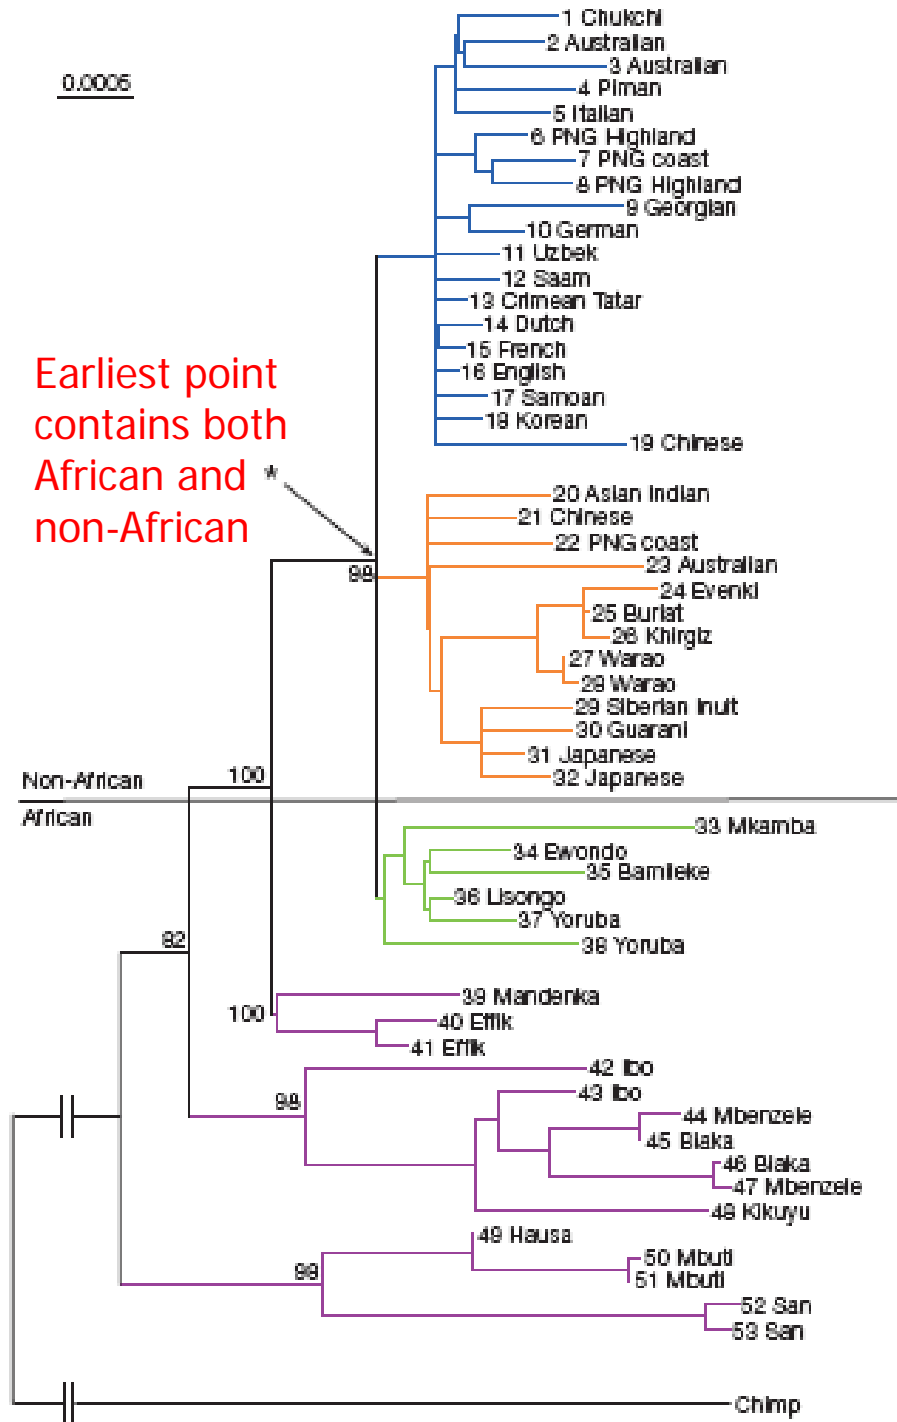 1 Chukchi
0.0005
2 Australian
3 Australian
4 Piman
5 Italian
6 PNG Highland
7 PNG coast
8 PNG Highland
9 Georgian
10 German
11 Uzbek
12 Saam
13 Crimean Tatar
14 Dutch
15 French
16 English
17 Samoan
18 Korean
19 Chinese
Earliest point
contains both
African and *
non-African
20 Asian Indian
21 Chinese
22 PNG coast
23 Australian
98
24 Evenki
25 Buriat
26 Khirgiz
27 Warao
28 Warao
29 Siberian Inuit
30 Guarani
31 Japanese
32 Japanese
100
Non-African
African
33 Mkamba
34 Ewondo
35 Bamileke
36 Lisongo
37 Yoruba
38 Yoruba
82
39 Mandenka
100
40 Effik
41 Effik
42 Ibo
43 Ibo
98
44 Mbenzele
45 Biaka
46 Biaka
47 Mbenzele
48 Kikuyu
49 Hausa
50 Mbuti
51 Mbuti
98
52 San
53 San
Chimp